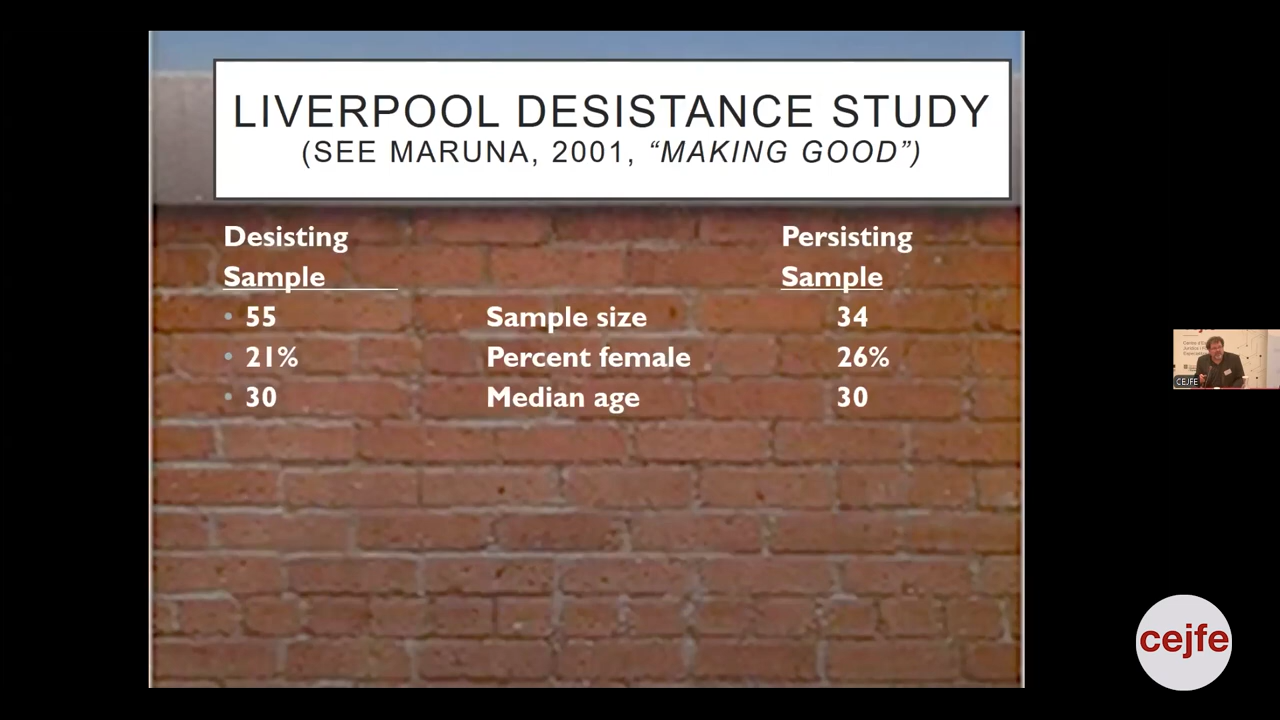 LIVERPOOL DESISTANCE STUDY
(SEE MARUNA, 2001, “MAKING GOOD”)
Desisting Persisting
Sample Sample
• 55 Sample size 34
• 21% Percent female 26%
• 30 Median age 30
CEJFE
cejfe